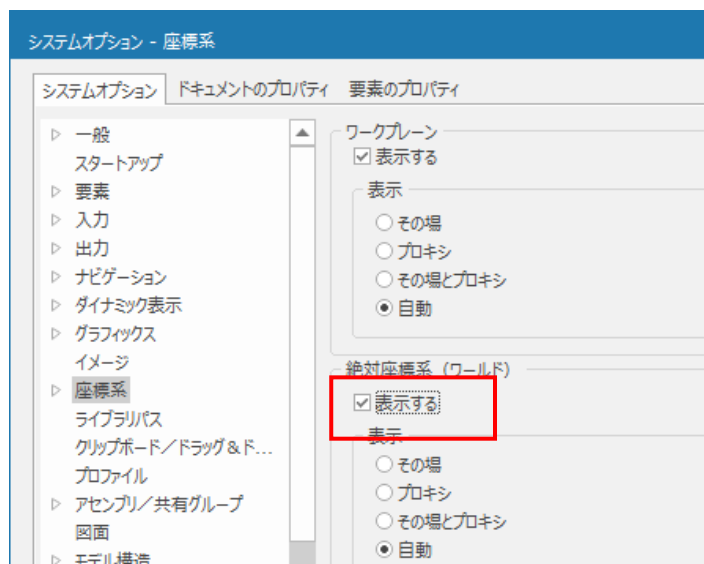 システムオプション - 座標系
システムオプション ドキュメントのプロパティ 要素のプロパティ
一般
スタートアップ
要素
入力
出力
ナビゲーション
ダイナミック表示
グラフィックス
イメージ
座標系
ライブラリパス
クリップボード／ドラッグ＆ド...
プロファイル
アセンブリ／共有グループ
図面
モデル構造
ワークプレーン
表示する
表示
その場
プロキシ
その場とプロキシ
自動
絶対座標系（ワールド）
表示する
表示
その場
プロキシ
その場とプロキシ
自動